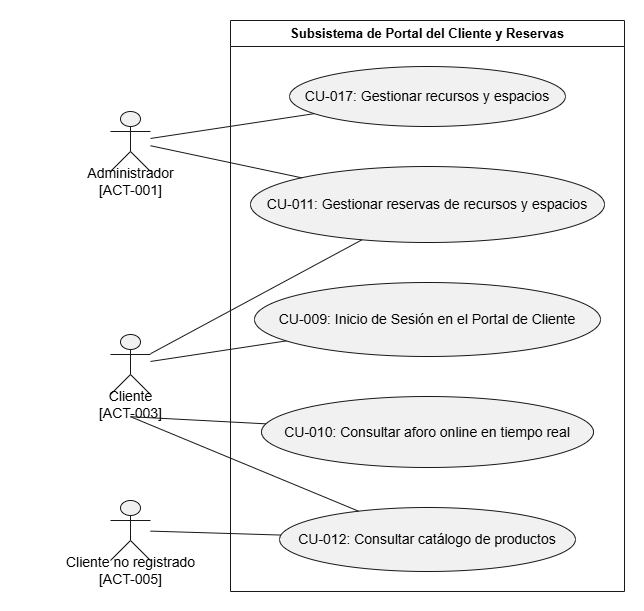 Subsistema de Portal del Cliente y Reservas
CU-017: Gestionar recursos y espacios
Administrador
[ACT-001]
CU-011: Gestionar reservas de recursos y espacios
CU-009: Inicio de Sesión en el Portal de Cliente
Cliente
[ACT-003]
CU-010: Consultar aforo online en tiempo real
CU-012: Consultar catálogo de productos
Cliente no registrado
[ACT-005]